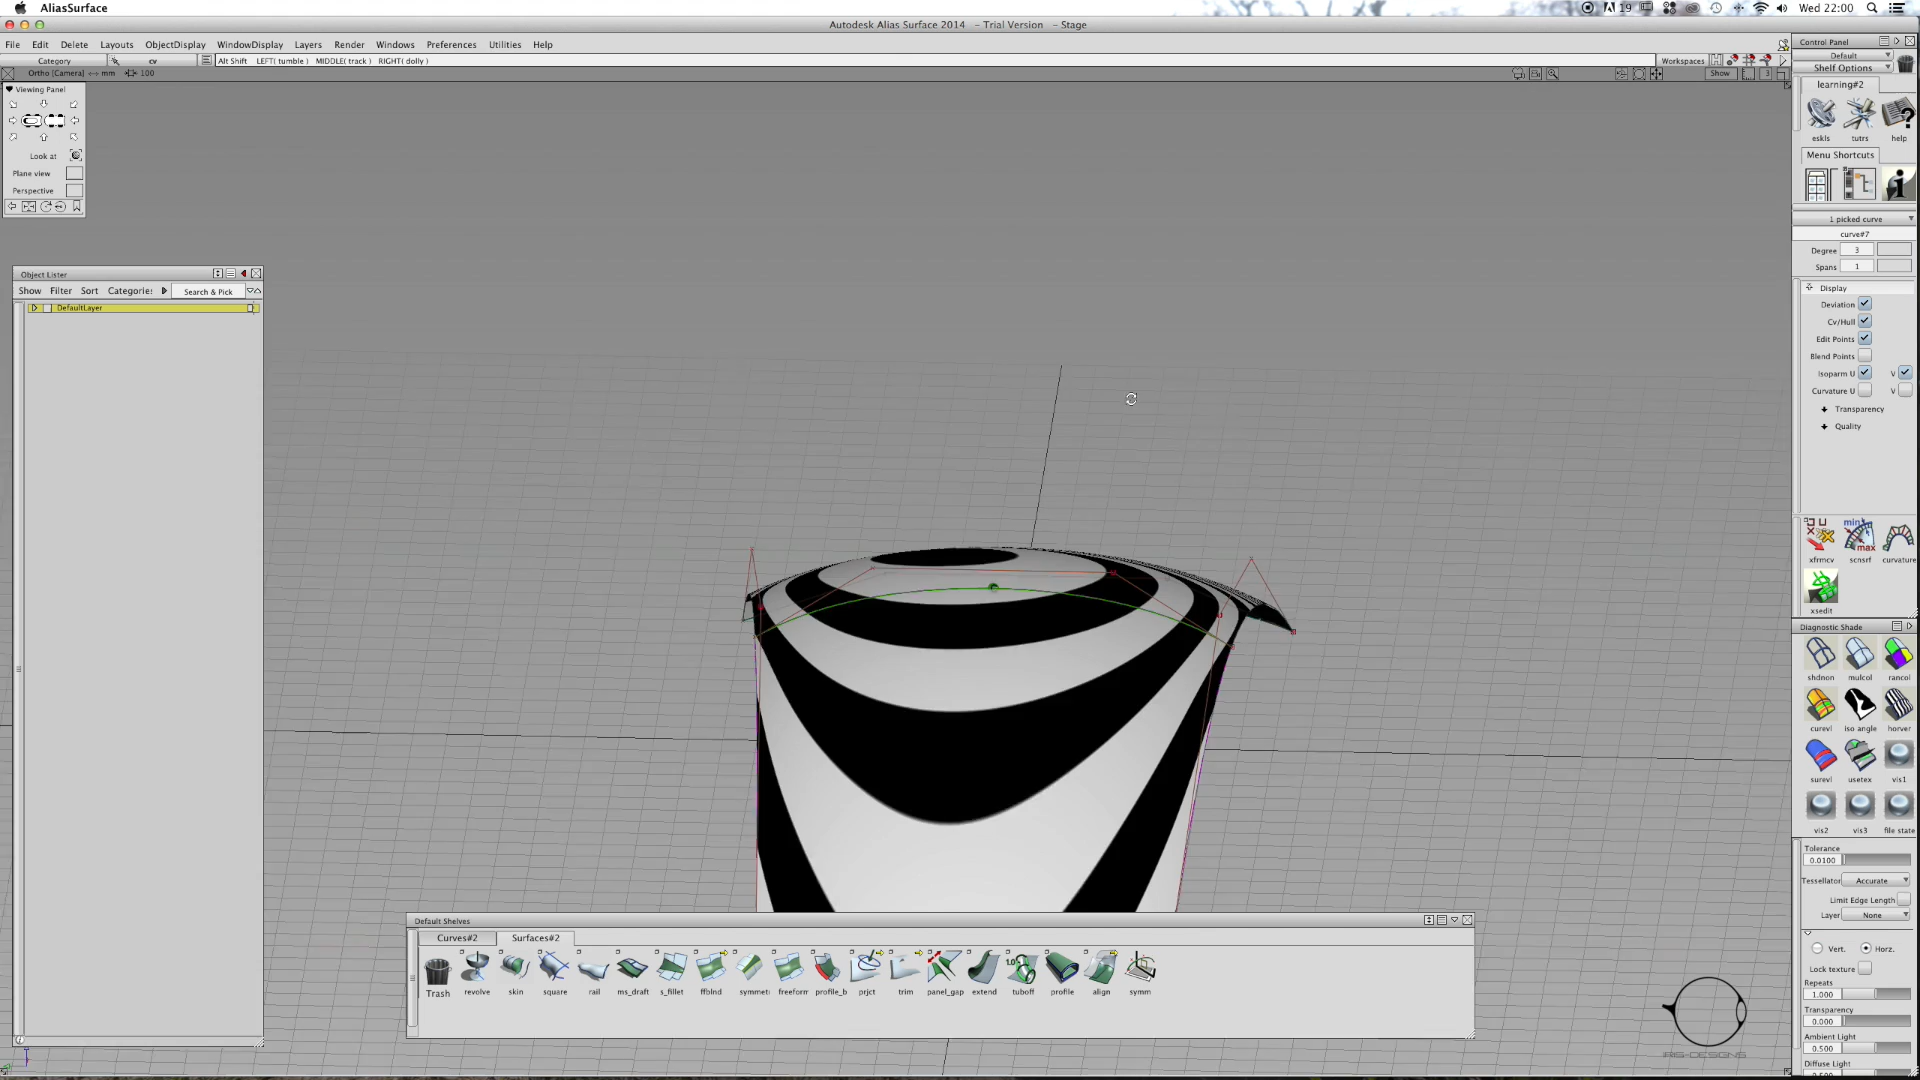 AliasSurface
19
Wed 22:00
Autodesk Alias Surface 2014 - Trial Version - Stage
File Edit Delete Layouts ObjectDisplay WindowDisplay Layers Render Windows Preferences Utilities Help
Category cv Alt Shift LEFT( tumble ) MIDDLE( track ) RIGHT( dolly ) Workspaces
Ortho [Camera] <-> mm 100
Show
3
Viewing Panel
Look at
Plane view
Perspective
Object Lister
Show Filter Sort Categories Search & Pick
DefaultLayer
Control Panel
Default
Shelf Options
learning#2
eskls tutrs help
Menu Shortcuts
1 picked curve
curve#7
Degree 3
Spans 1
Display
Deviation
Cv/Hull
Edit Points
Blend Points
Isoparm U V
Curvature U V
Transparency
Quality
xfrmcv scnsrf curvature
xsedit
Diagnostic Shade
shdnon mulcol rancol
curevl iso angle horver
surevl usetex vis1
vis2 vis3 file state
Tolerance
0.0100
Tessellator Accurate
Limit Edge Length
Layer None
Vert. Horz.
Lock texture
Repeats
1.000
Transparency
0.000
Ambient Light
0.500
Diffuse Light
Default Shelves
Curves#2 Surfaces#2
Trash revolve skin square rail ms_draft s_fillet ffblnd symmet freeform profile_b prjct trim panel_gap extend tuboff profile align symm
IRIS-DESIGNS